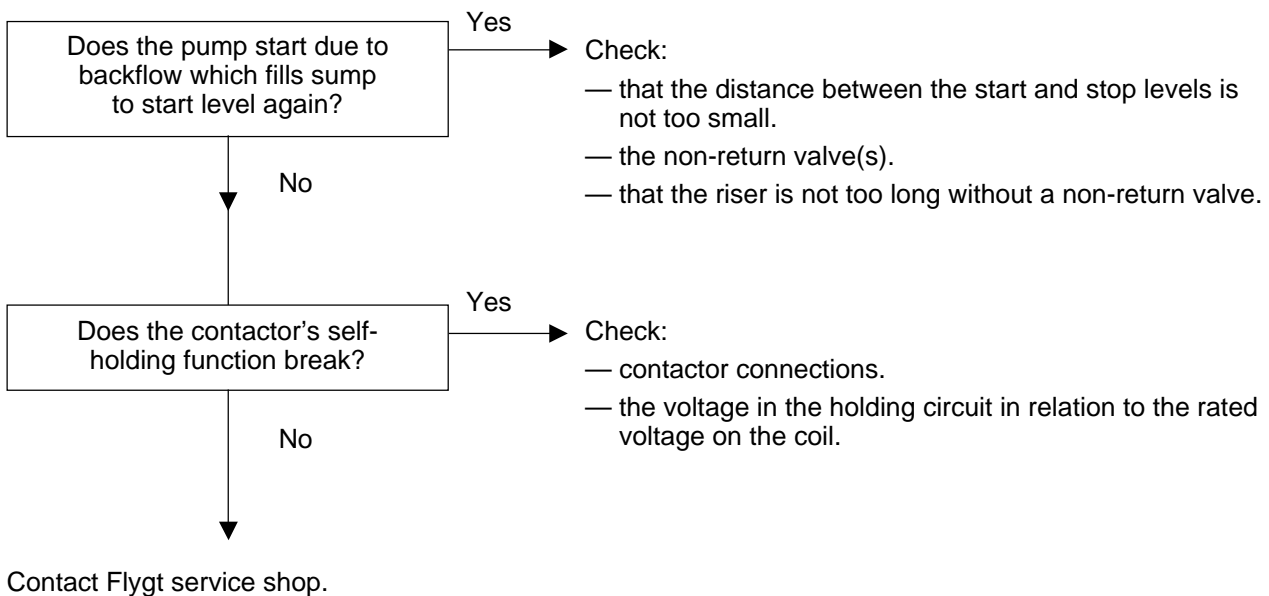 Does the pump start due to
backflow which fills sump
to start level again?
Yes
Check:
— that the distance between the start and stop levels is
not too small.
— the non-return valve(s).
— that the riser is not too long without a non-return valve.
No
Does the contactor’s self-
holding function break?
Yes
Check:
— contactor connections.
— the voltage in the holding circuit in relation to the rated
voltage on the coil.
No
Contact Flygt service shop.